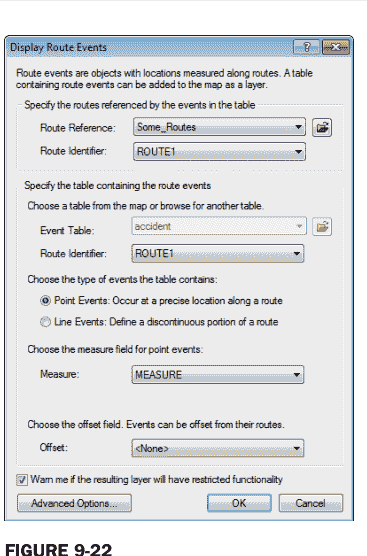 Display Route Events
Route events are objects with locations measured along routes. A table
containing route events can be added to the map as a layer.
Specify the routes referenced by the events in the table
Route Reference: Some_Routes
Route Identifier: ROUTE1
Specify the table containing the route events
Choose a table from the map or browse for another table.
Event Table: accident
Route Identifier: ROUTE1
Choose the type of events the table contains:
Point Events: Occur at a precise location along a route
Line Events: Define a discontinuous portion of a route
Choose the measure field for point events:
Measure: MEASURE
Choose the offset field. Events can be offset from their routes.
Offset: <None>
Warn me if the resulting layer will have restricted functionality
Advanced Options... OK Cancel
FIGURE 9-22